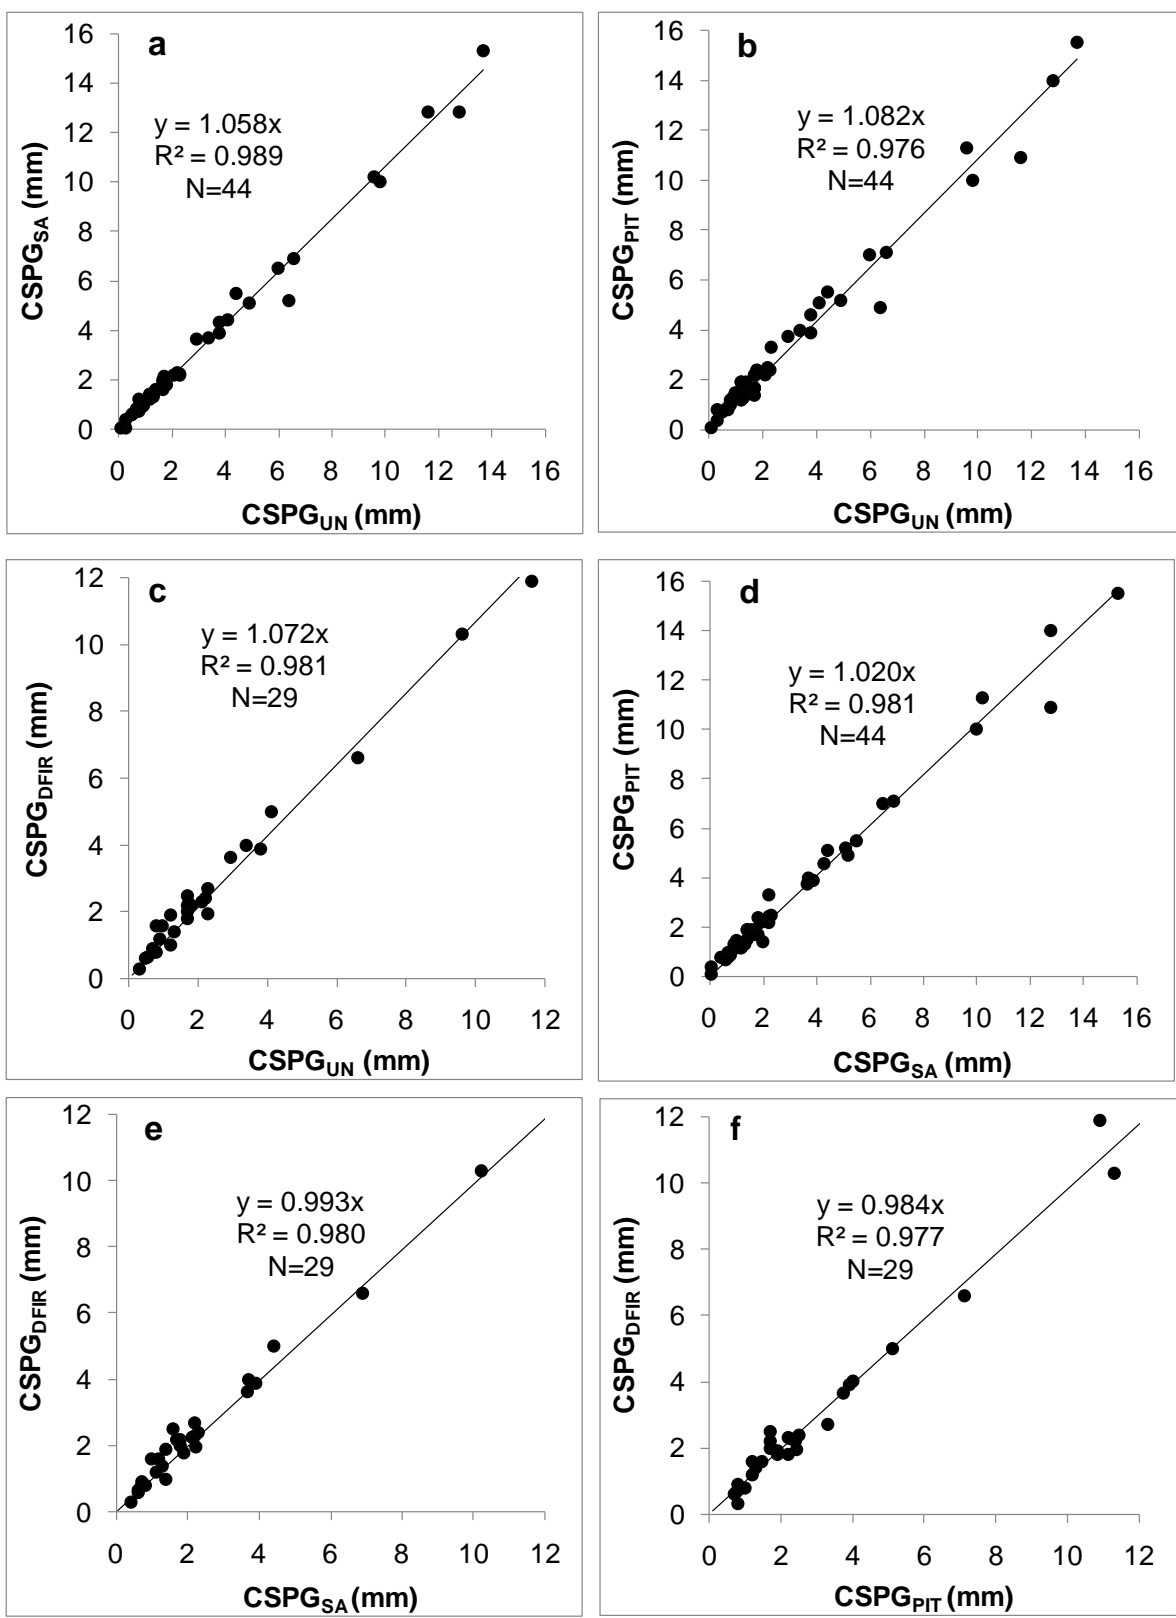 a
y = 1.058x
R² = 0.989
N=44
CSPG_SA (mm)
16
14
12
10
8
6
4
2
0
0 2 4 6 8 10 12 14 16
CSPG_UN (mm)
b
y = 1.082x
R² = 0.976
N=44
CSPG_PIT (mm)
16
14
12
10
8
6
4
2
0
0 2 4 6 8 10 12 14 16
CSPG_UN (mm)
c
y = 1.072x
R² = 0.981
N=29
CSPG_DFIR (mm)
12
10
8
6
4
2
0
0 2 4 6 8 10 12
CSPG_UN (mm)
d
y = 1.020x
R² = 0.981
N=44
CSPG_PIT (mm)
16
14
12
10
8
6
4
2
0
0 2 4 6 8 10 12 14 16
CSPG_SA (mm)
e
y = 0.993x
R² = 0.980
N=29
CSPG_DFIR (mm)
12
10
8
6
4
2
0
0 2 4 6 8 10 12
CSPG_SA (mm)
f
y = 0.984x
R² = 0.977
N=29
CSPG_DFIR (mm)
12
10
8
6
4
2
0
0 2 4 6 8 10 12
CSPG_PIT (mm)